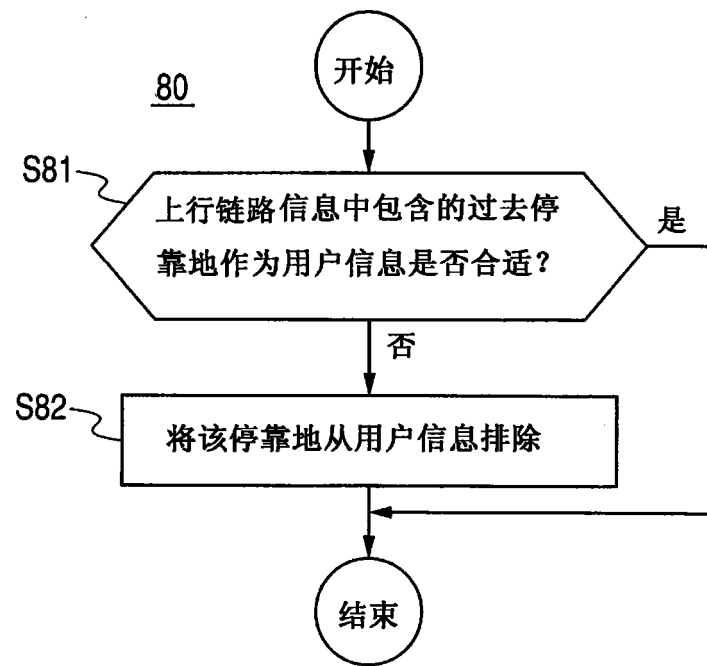 开始
80
S81
上行链路信息中包含的过去停
靠地作为用户信息是否合适?
是
否
S82
将该停靠地从用户信息排除
结束